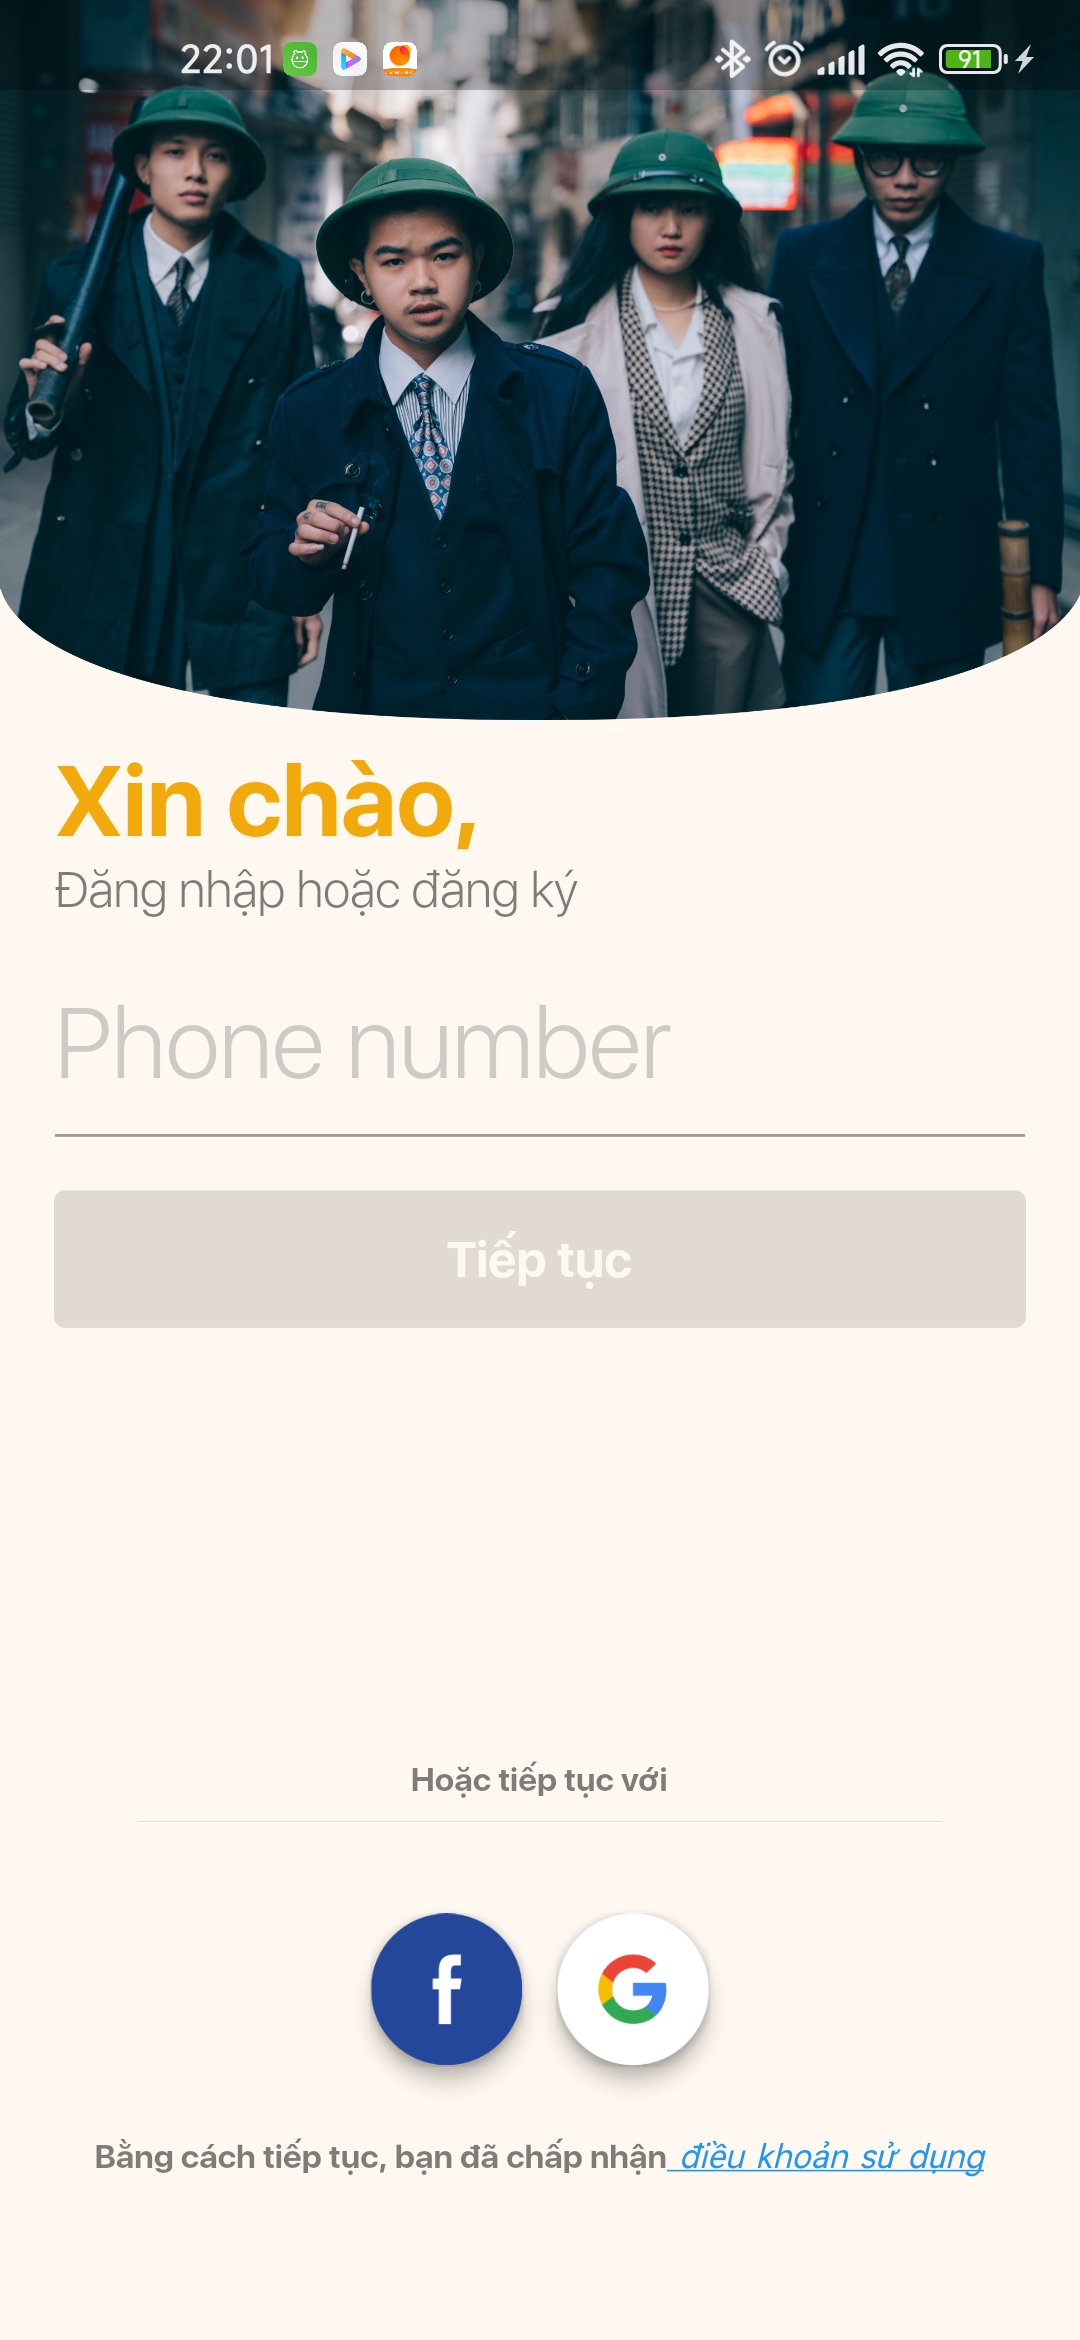 22:01
91
Xin chào,
Đăng nhập hoặc đăng ký
Phone number
Tiếp tục
Hoặc tiếp tục với
Bằng cách tiếp tục, bạn đã chấp nhận điều khoản sử dụng